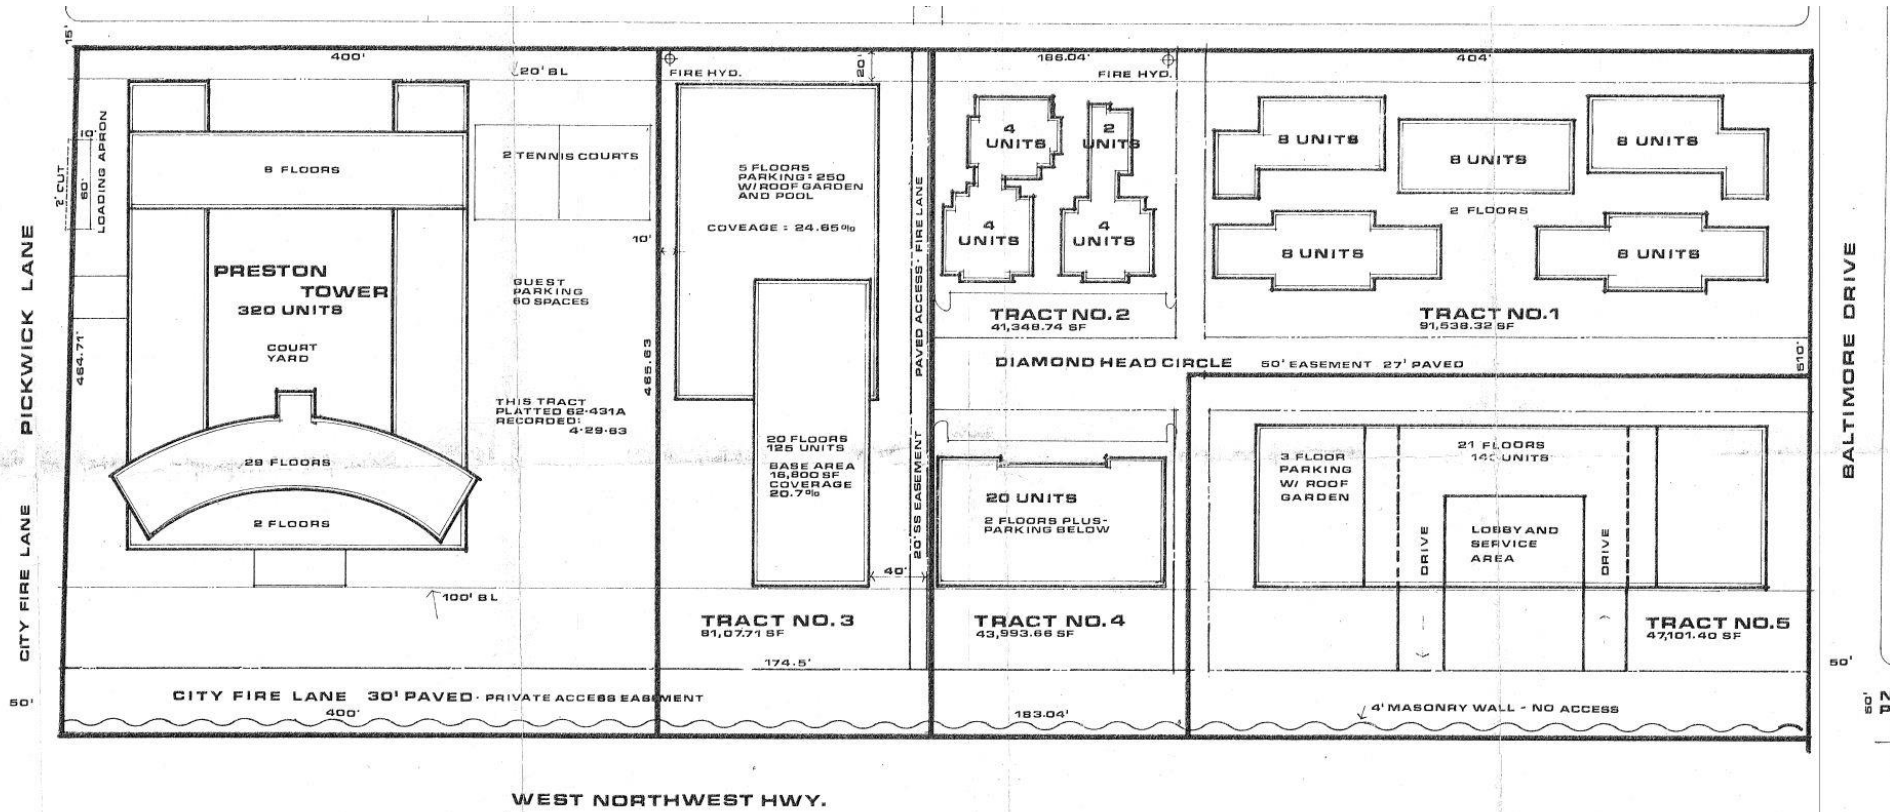 15'
400'
20' BL
FIRE HYD.
20'
186.04'
FIRE HYD.
404'
PICKWICK LANE
CITY FIRE LANE
2' CUT
60'
10'
LOADING APRON
8 FLOORS
2 TENNIS COURTS
PRESTON
TOWER
320 UNITS
COURT
YARD
464.71'
GUEST
PARKING
60 SPACES
10'
465.63
THIS TRACT
PLATTED 62-431A
RECORDED:
4-29-63
29 FLOORS
2 FLOORS
100' BL
5 FLOORS
PARKING: 250
W/ROOF GARDEN
AND POOL
COVEAGE: 24.65%
20 FLOORS
125 UNITS
BASE AREA
16,800 SF
COVERAGE
20.7%
40'
PAVED ACCESS - FIRE LANE
20' SS EASEMENT
TRACT NO. 3
81,07.71 SF
174.5'
4
UNITS
2
UNITS
4
UNITS
4
UNITS
TRACT NO. 2
41,348.74 SF
8 UNITS
8 UNITS
8 UNITS
2 FLOORS
8 UNITS
8 UNITS
TRACT NO. 1
91,538.32 SF
DIAMOND HEAD CIRCLE 50' EASEMENT 27' PAVED
510'
BALTIMORE DRIVE
20 UNITS
2 FLOORS PLUS-
PARKING BELOW
TRACT NO. 4
43,993.66 SF
3 FLOOR
PARKING
W/ ROOF
GARDEN
21 FLOORS
UNITS
DRIVE
LOBBY AND
SERVICE
AREA
DRIVE
TRACT NO. 5
47,101.40 SF
50'
50'
50'
CITY FIRE LANE 30' PAVED - PRIVATE ACCESS EASEMENT
400'
183.04'
4' MASONRY WALL - NO ACCESS
WEST NORTHWEST HWY.